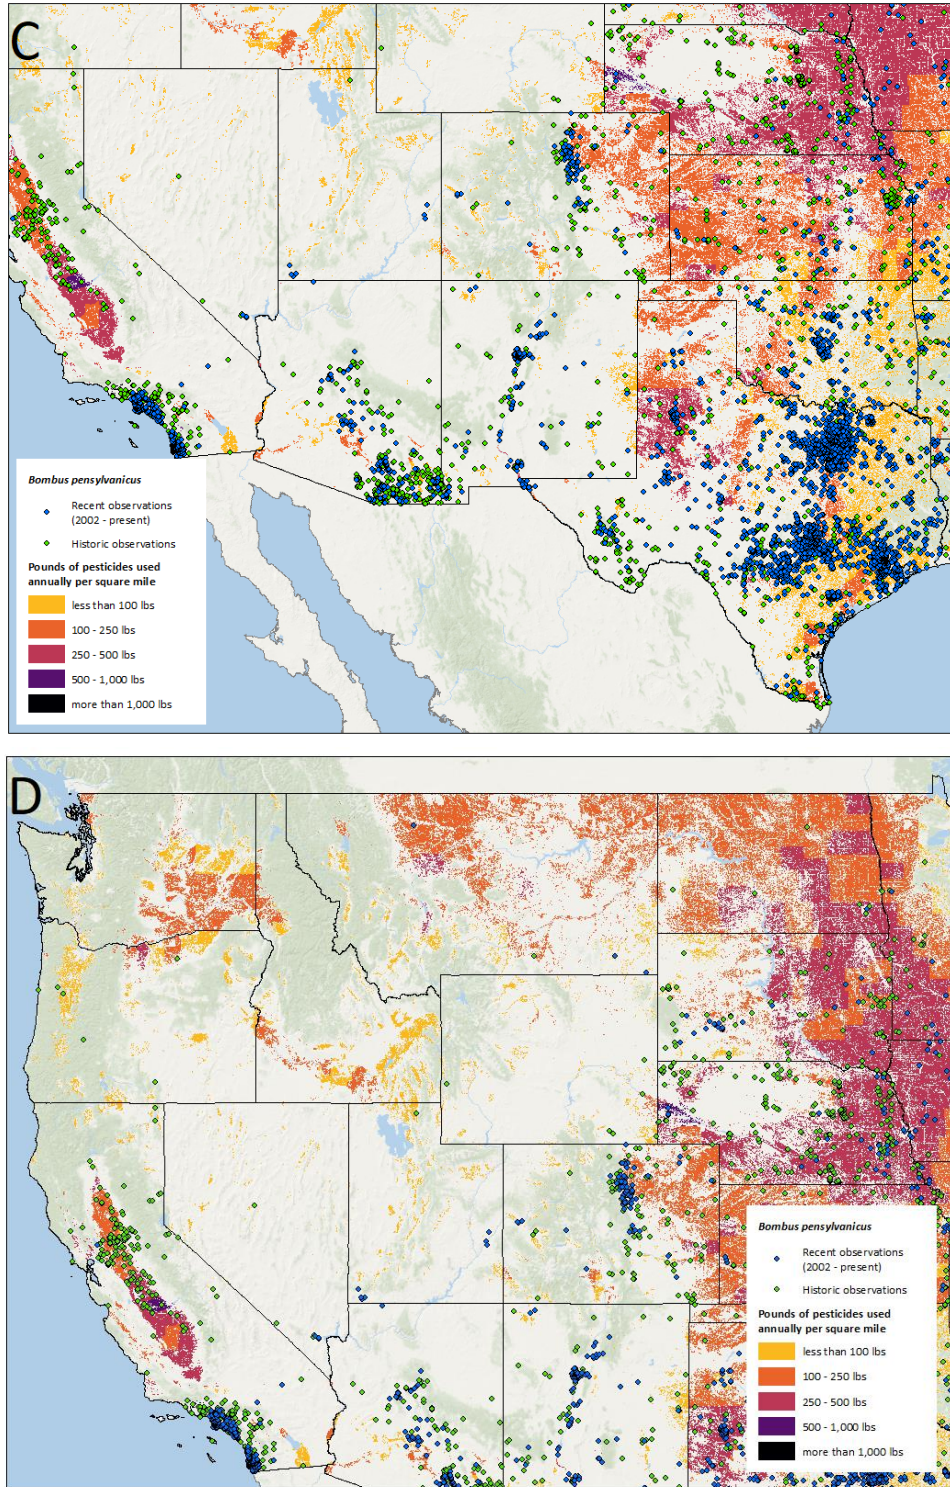 C
Bombus pensylvanicus
Recent observations
(2002 - present)
Historic observations
Pounds of pesticides used
annually per square mile
less than 100 lbs
100 - 250 lbs
250 - 500 lbs
500 - 1,000 lbs
more than 1,000 lbs
D
Bombus pensylvanicus
Recent observations
(2002 - present)
Historic observations
Pounds of pesticides used
annually per square mile
less than 100 lbs
100 - 250 lbs
250 - 500 lbs
500 - 1,000 lbs
more than 1,000 lbs